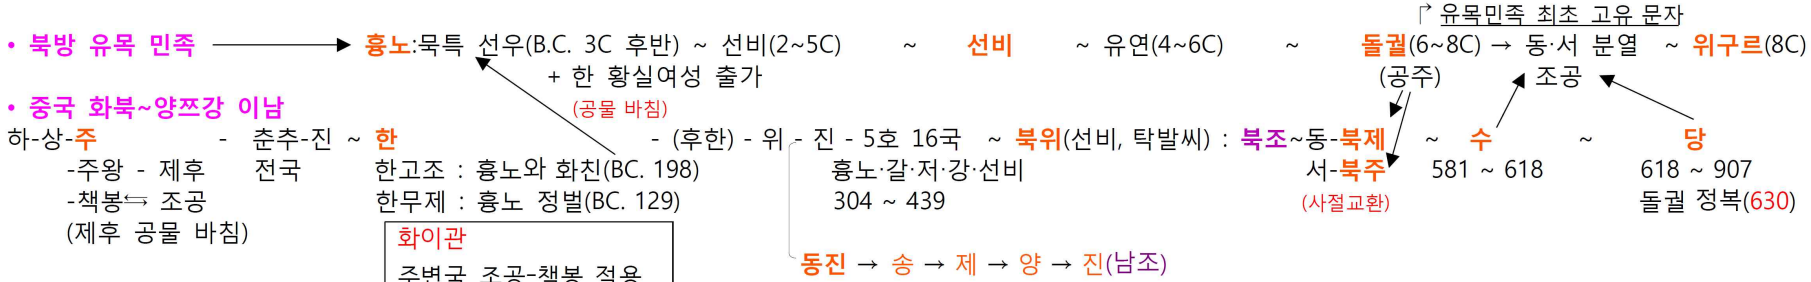 유목민족 최초 고유 문자
• 북방 유목 민족 → 흉노:묵특 선우(B.C. 3C 후반) ~ 선비(2~5C) ~ 선비 ~ 유연(4~6C) ~ 돌궐(6~8C) → 동·서 분열 ~ 위구르(8C)
+ 한 황실여성 출가 (공주) 조공
• 중국 화북~양쯔강 이남 (공물 바침)
하-상-주 - 춘추-진 ~ 한 - (후한) - 위 - 진 - 5호 16국 ~ 북위(선비, 탁발씨) : 북조~동-북제 ~ 수 ~ 당
-주왕 - 제후 전국 한고조 : 흉노와 화친(BC. 198) 흉노·갈·저·강·선비 서-북주 581 ~ 618 618 ~ 907
-책봉⇆ 조공 한무제 : 흉노 정벌(BC. 129) 304 ~ 439 (사절교환) 돌궐 정복(630)
(제후 공물 바침) 화이관
동진 → 송 → 제 → 양 → 진(남조)
주변국 조공-책봉 적용